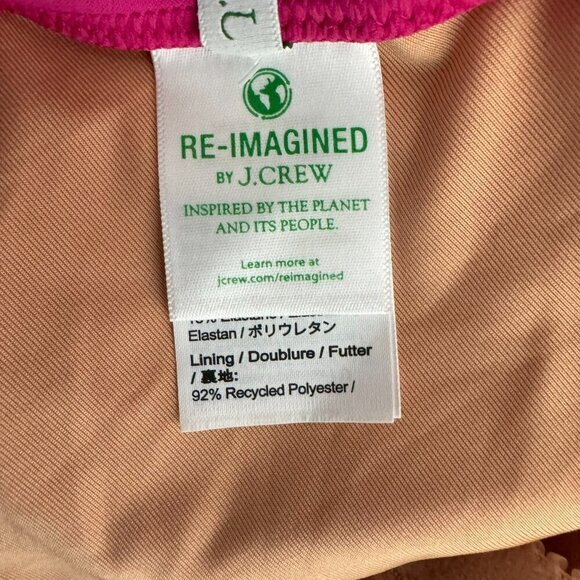 RE-IMAGINED
BY J.CREW
INSPIRED BY THE PLANET
AND ITS PEOPLE.
Learn more at
jcrew.com/reimagined
Elastan / ポリウレタン
Lining / Doublure / Futter
/ 裏地:
92% Recycled Polyester /